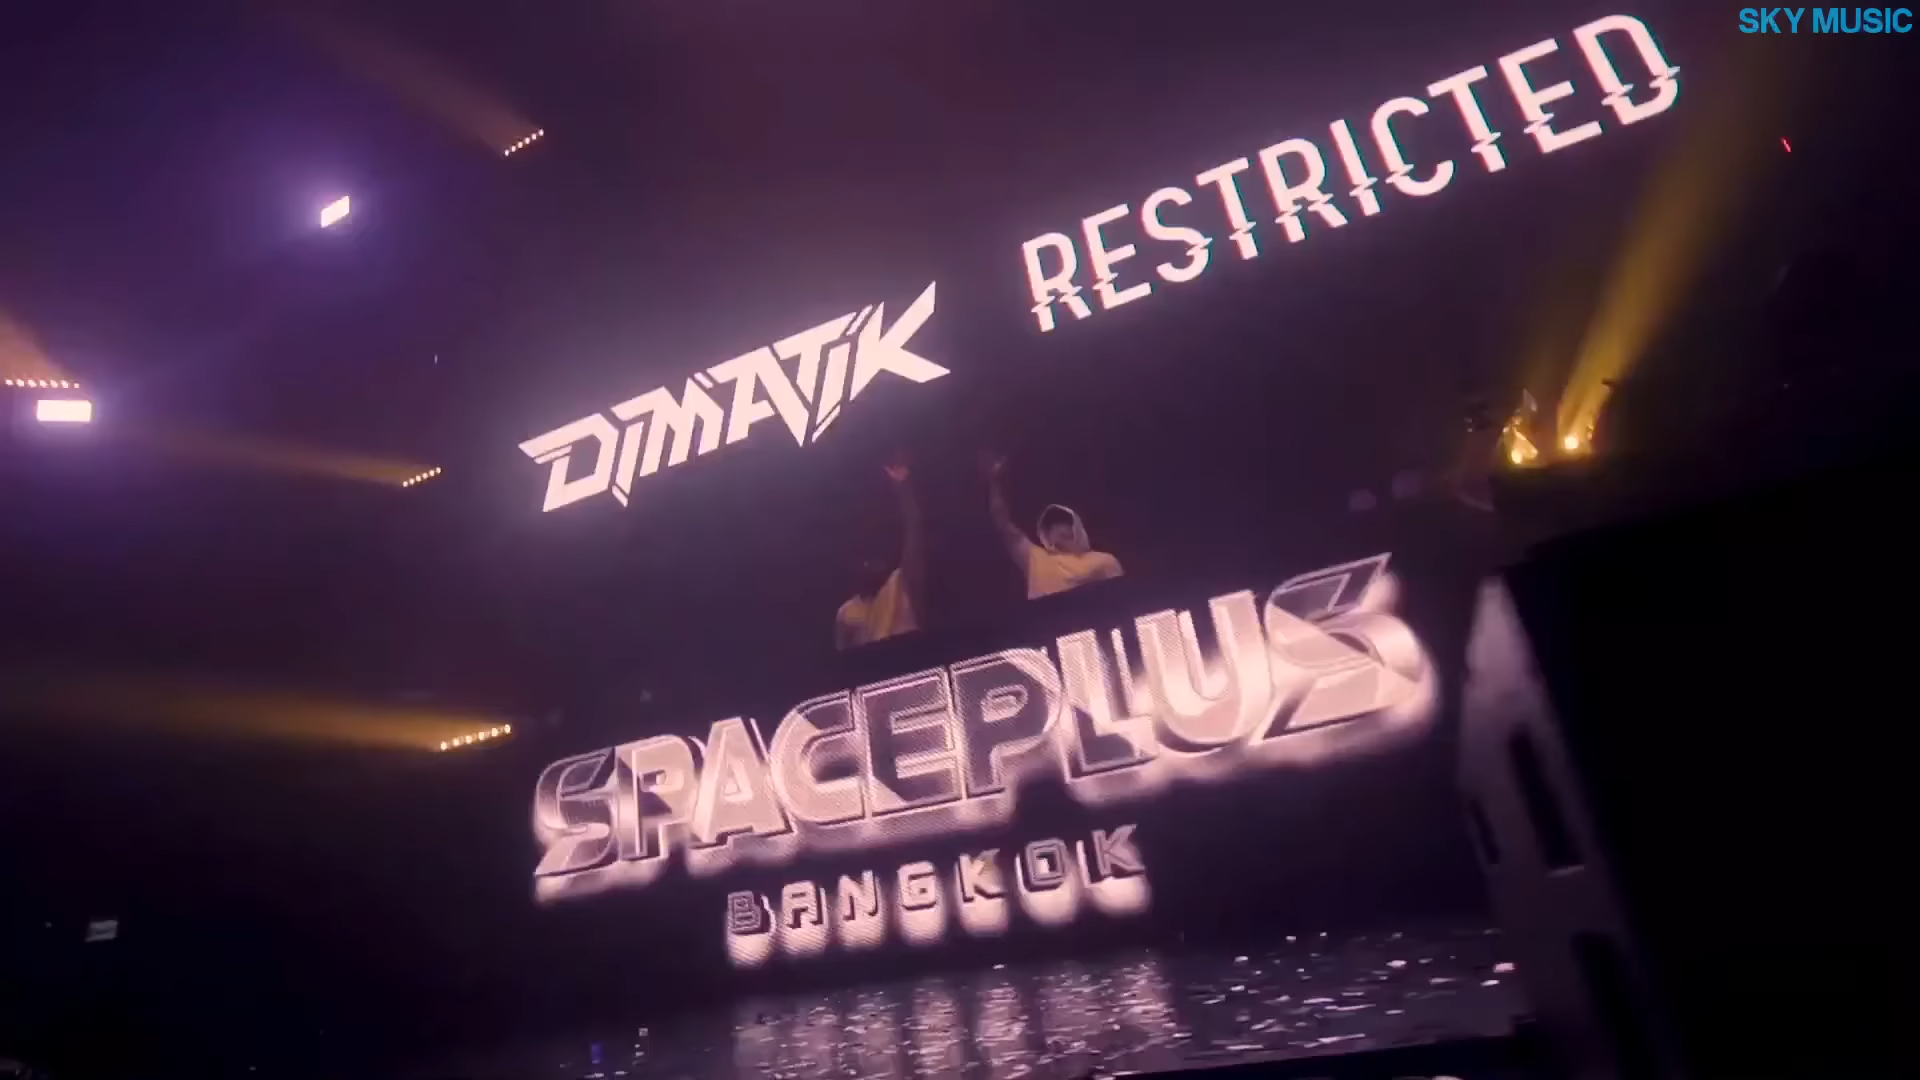 SKY MUSIC
RESTRICTED
DIMATIK
SPACEPLUS
BANGKOK